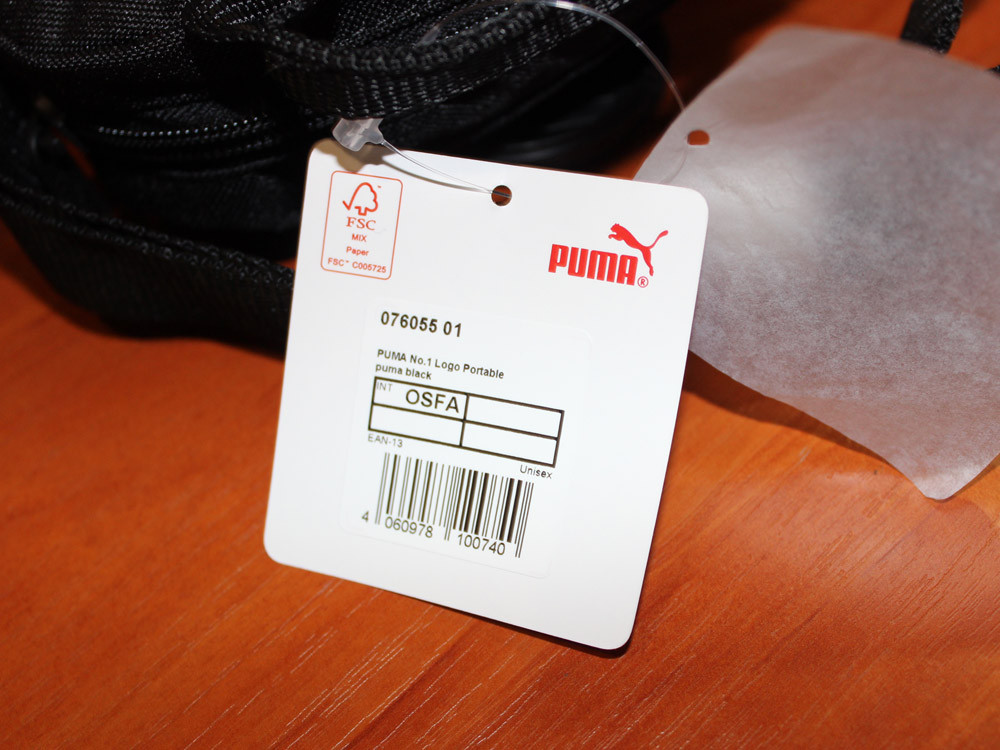 FSC
MIX
Paper
FSC™ C005725
PUMA®
076055 01
PUMA No.1 Logo Portable
puma black
INT OSFA
EAN-13
Unisex
4 060978 100740